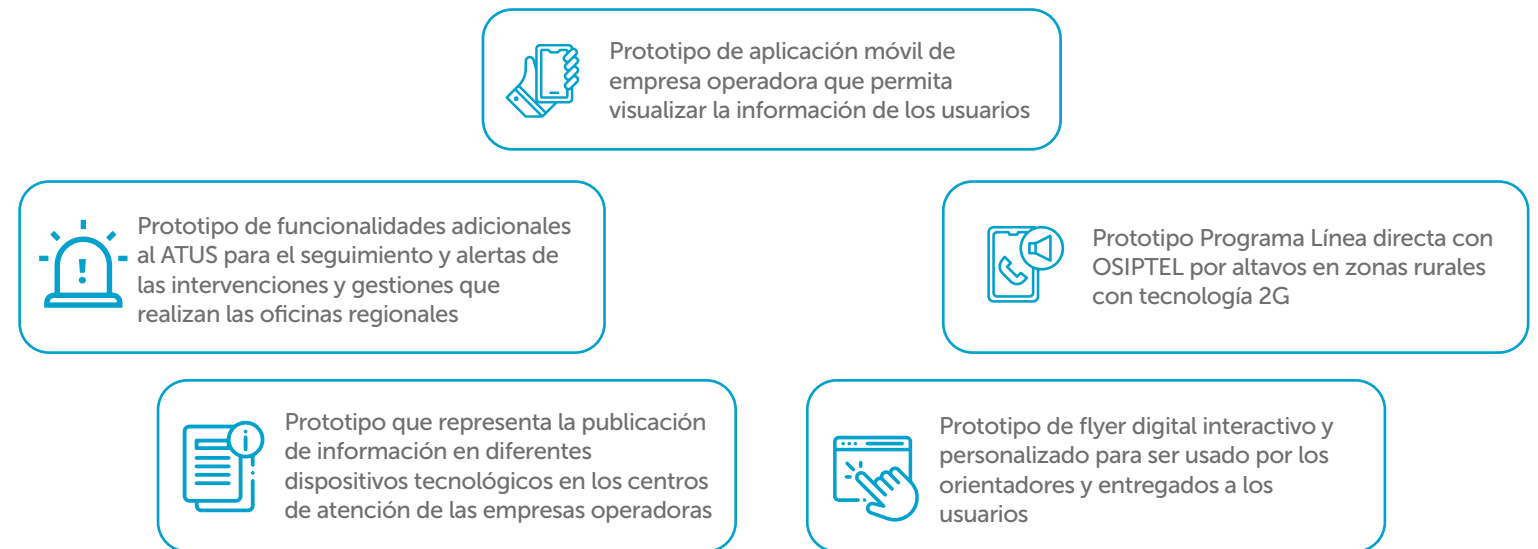 Prototipo de aplicación móvil de
empresa operadora que permita
visualizar la información de los usuarios
Prototipo de funcionalidades adicionales
al ATUS para el seguimiento y alertas de
las intervenciones y gestiones que
realizan las oficinas regionales
Prototipo Programa Línea directa con
OSIPTEL por altavos en zonas rurales
con tecnología 2G
Prototipo que representa la publicación
de información en diferentes
dispositivos tecnológicos en los centros
de atención de las empresas operadoras
Prototipo de flyer digital interactivo y
personalizado para ser usado por los
orientadores y entregados a los
usuarios